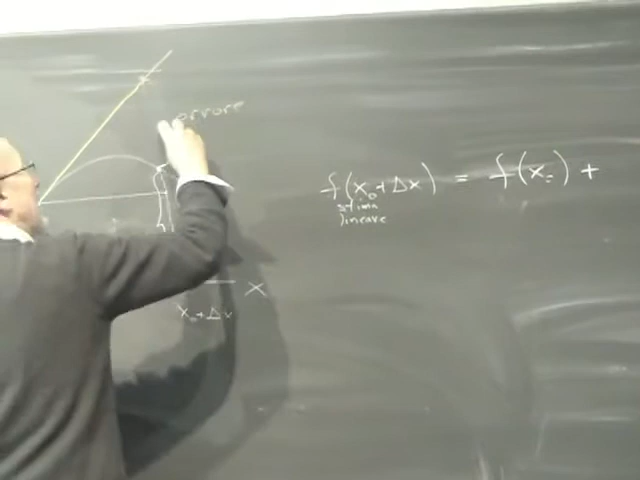 errore
f(x₀+Δx) = f(x₀) +
stima
lineare
x
x₀+Δx